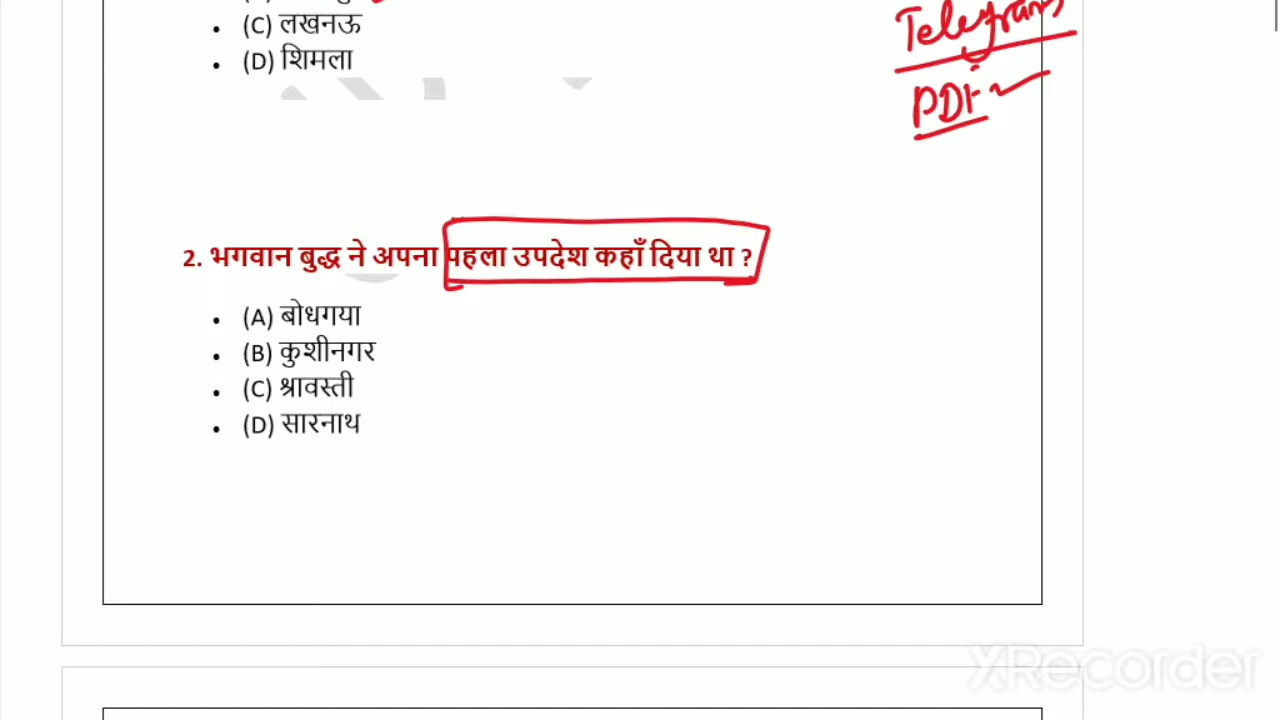 (C) लखनऊ
(D) शिमला
Telegram
PDF
2. भगवान बुद्ध ने अपना पहला उपदेश कहाँ दिया था ?
(A) बोधगया
(B) कुशीनगर
(C) श्रावस्ती
(D) सारनाथ
XRecorder